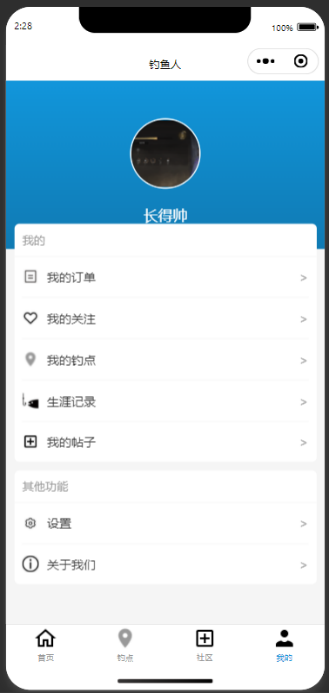 2:28
100%
钓鱼人
长得帅
我的
我的订单 >
我的关注 >
我的钓点 >
生涯记录 >
我的帖子 >
其他功能
设置 >
关于我们 >
首页 钓点 社区 我的